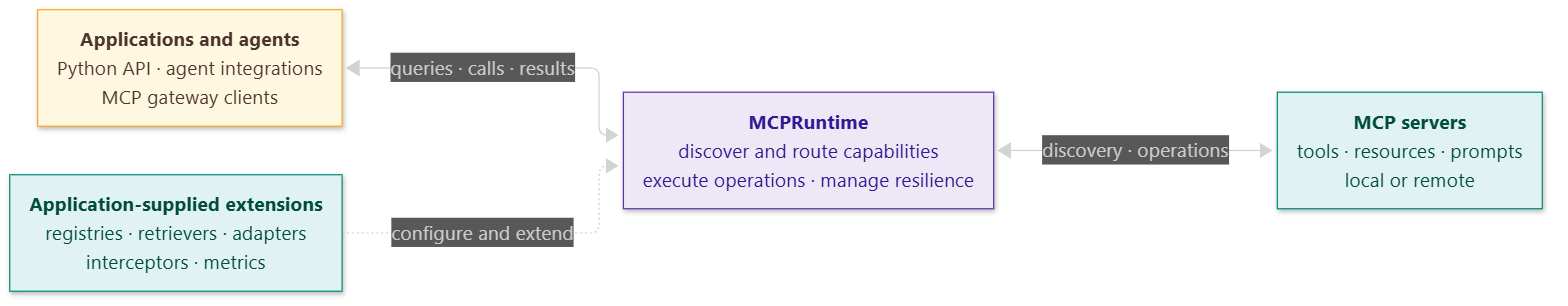 Applications and agents
Python API · agent integrations
MCP gateway clients
queries · calls · results
Application-supplied extensions
registries · retrievers · adapters
interceptors · metrics
configure and extend
MCPRuntime
discover and route capabilities
execute operations · manage resilience
discovery · operations
MCP servers
tools · resources · prompts
local or remote